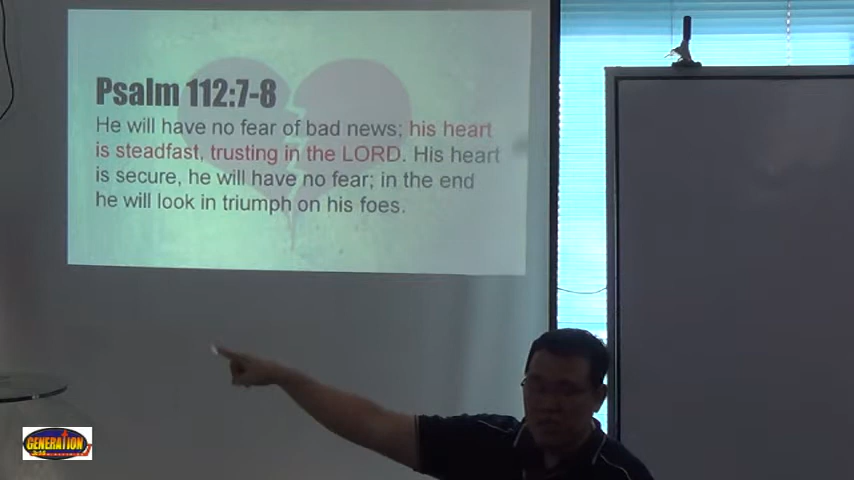 Psalm 112:7-8
He will have no fear of bad news; his heart
is steadfast, trusting in the LORD. His heart
is secure, he will have no fear; in the end
he will look in triumph on his foes.
GENERATION